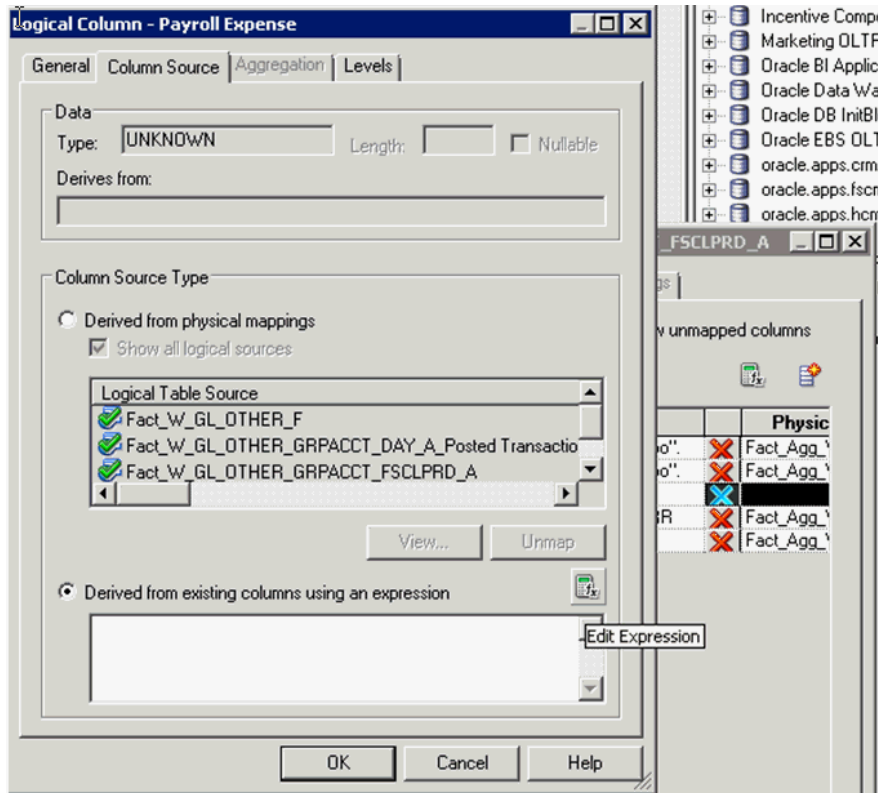 Logical Column - Payroll Expense
General Column Source Aggregation Levels
Data
Type: UNKNOWN Length: Nullable
Derives from:
Column Source Type
Derived from physical mappings
Show all logical sources
Logical Table Source
Fact_W_GL_OTHER_F
Fact_W_GL_OTHER_GRPACCT_DAY_A_Posted Transactio
Fact_W_GL_OTHER_GRPACCT_FSCLPRD_A
View... Unmap
Derived from existing columns using an expression
Edit Expression
OK Cancel Help
Incentive Comp
Marketing OLTP
Oracle BI Applic
Oracle Data Wa
Oracle DB InitBl
Oracle EBS OLT
oracle.apps.crm
oracle.apps.fscm
oracle.apps.hcm
_FSCLPRD_A
gs
w unmapped columns
Physic
oo". Fact_Agg_
o". Fact_Agg_
BR Fact_Agg_
Fact_Agg_